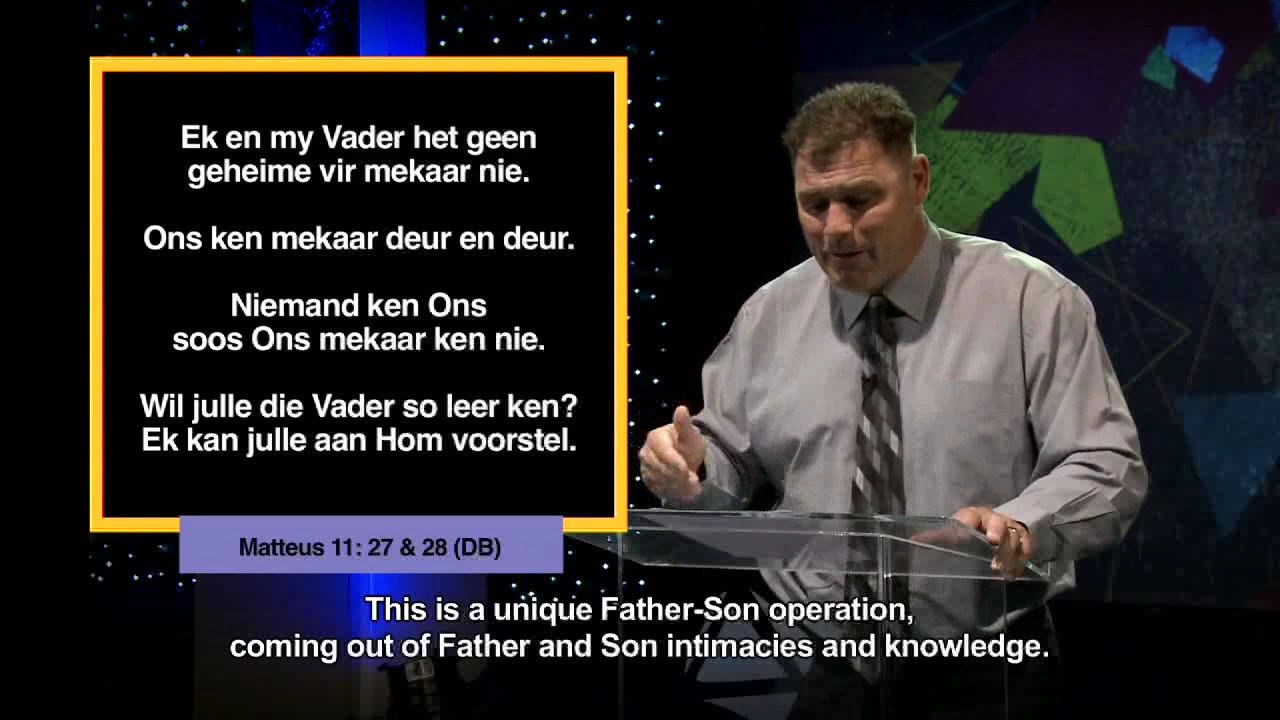 Ek en my Vader het geen
geheime vir mekaar nie.
Ons ken mekaar deur en deur.
Niemand ken Ons
soos Ons mekaar ken nie.
Wil julle die Vader so leer ken?
Ek kan julle aan Hom voorstel.
Matteus 11: 27 & 28 (DB)
This is a unique Father-Son operation,
coming out of Father and Son intimacies and knowledge.